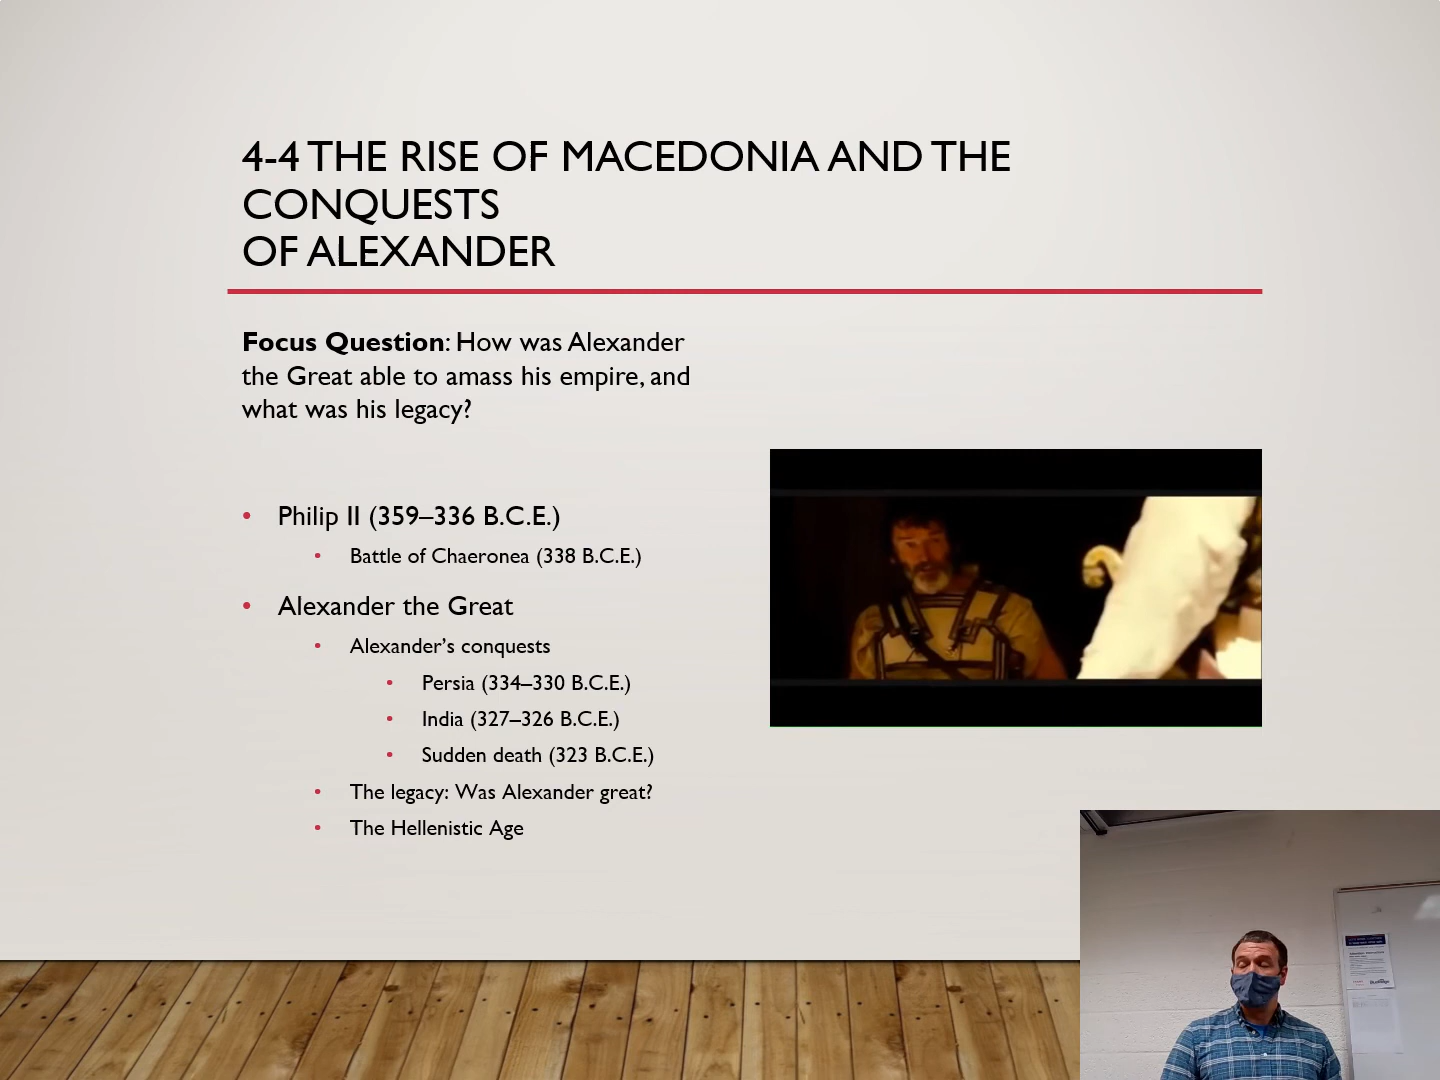 4-4 THE RISE OF MACEDONIA AND THE
CONQUESTS
OF ALEXANDER
Focus Question: How was Alexander
the Great able to amass his empire, and
what was his legacy?
• Philip II (359–336 B.C.E.)
• Battle of Chaeronea (338 B.C.E.)
• Alexander the Great
• Alexander’s conquests
• Persia (334–330 B.C.E.)
• India (327–326 B.C.E.)
• Sudden death (323 B.C.E.)
• The legacy: Was Alexander great?
• The Hellenistic Age